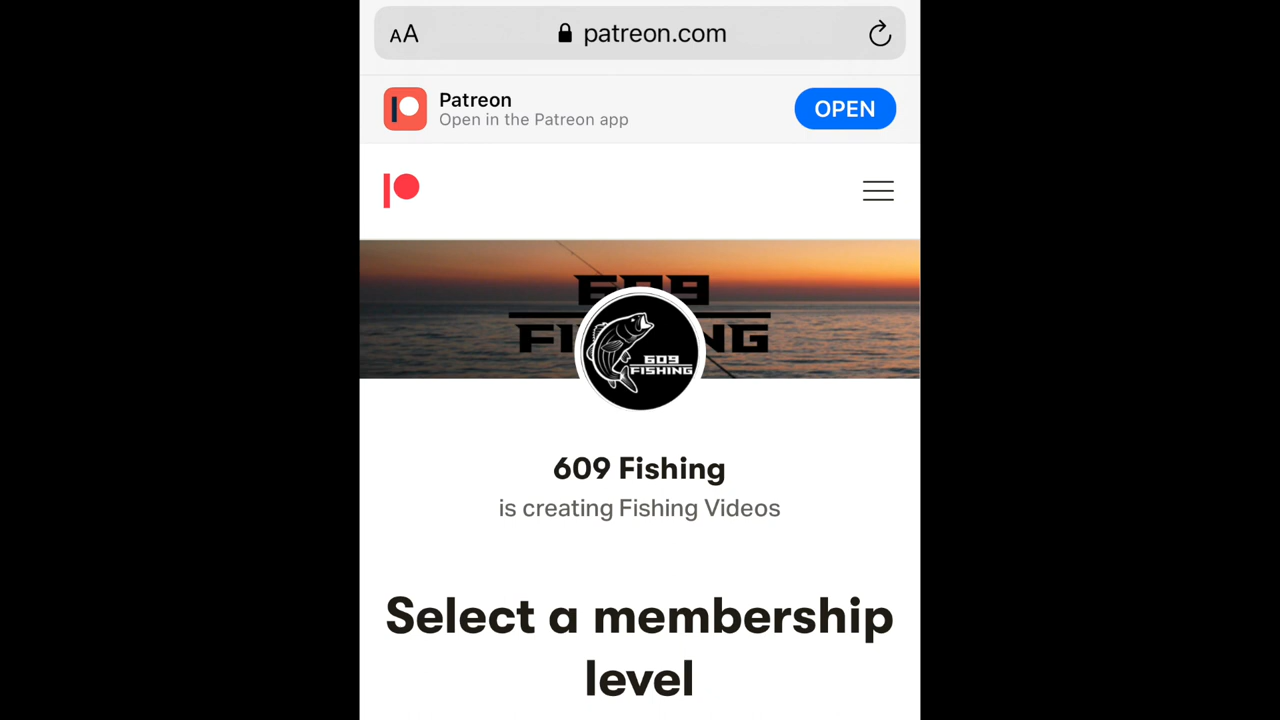 AA patreon.com
Patreon
Open in the Patreon app
OPEN
609
FISHING
609
FISHING
609 Fishing
is creating Fishing Videos
Select a membership
level